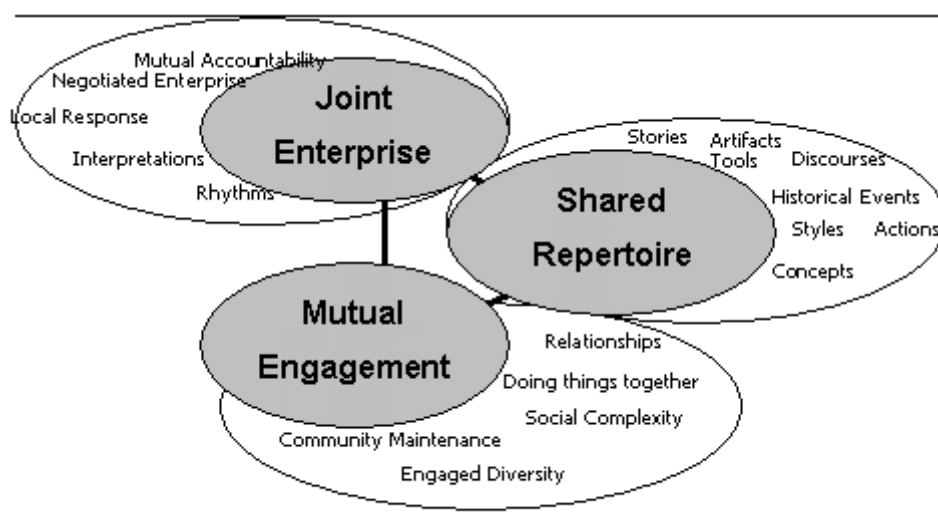 Mutual Accountability
Negotiated Enterprise
Local Response
Interpretations
Rhythms
Joint
Enterprise
Stories
Artifacts
Tools
Discourses
Historical Events
Styles
Actions
Concepts
Shared
Repertoire
Mutual
Engagement
Relationships
Doing things together
Social Complexity
Community Maintenance
Engaged Diversity